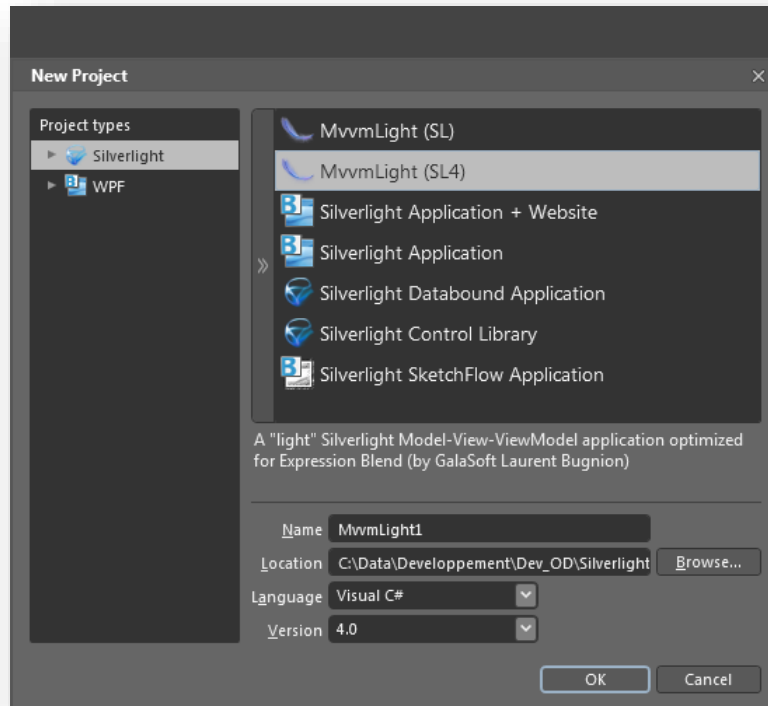 New Project
Project types
Silverlight
WPF
MvvmLight (SL)
MvvmLight (SL4)
Silverlight Application + Website
Silverlight Application
Silverlight Databound Application
Silverlight Control Library
Silverlight SketchFlow Application
A "light" Silverlight Model-View-ViewModel application optimized
for Expression Blend (by GalaSoft Laurent Bugnion)
Name MvvmLight1
Location C:\Data\Developpement\Dev_OD\Silverlight Browse...
Language Visual C#
Version 4.0
OK Cancel